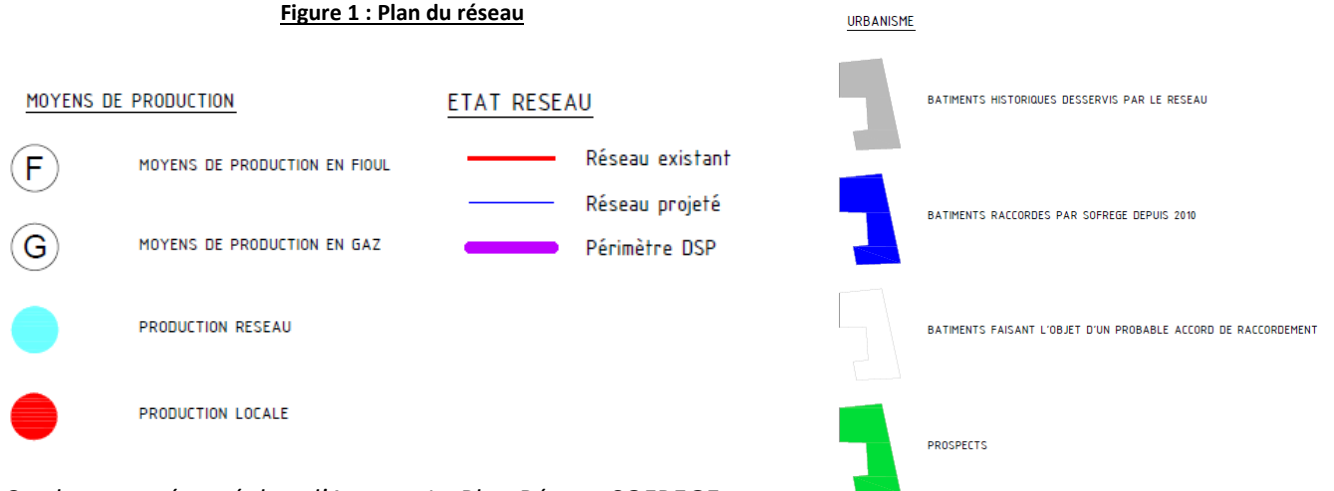 Figure 1 : Plan du réseau
MOYENS DE PRODUCTION
F
MOYENS DE PRODUCTION EN FIOUL
G
MOYENS DE PRODUCTION EN GAZ
PRODUCTION RESEAU
PRODUCTION LOCALE
ETAT RESEAU
Réseau existant
Réseau projeté
Périmètre DSP
URBANISME
BATIMENTS HISTORIQUES DESSERVIS PAR LE RESEAU
BATIMENTS RACCORDES PAR SOFREGE DEPUIS 2010
BATIMENTS FAISANT L'OBJET D'UN PROBABLE ACCORD DE RACCORDEMENT
PROSPECTS